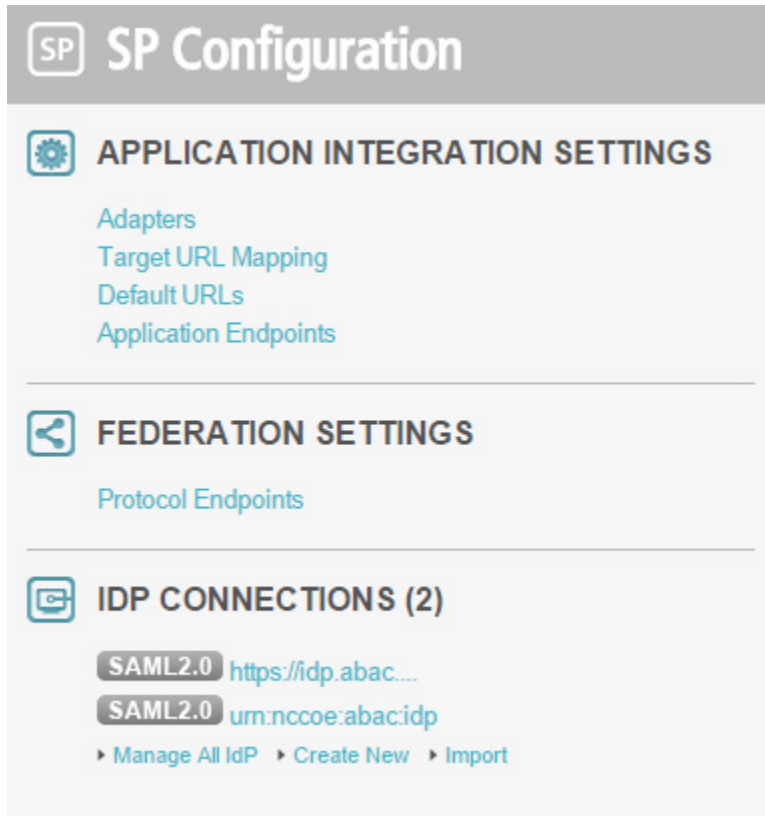 SP SP Configuration
APPLICATION INTEGRATION SETTINGS
Adapters
Target URL Mapping
Default URLs
Application Endpoints
FEDERATION SETTINGS
Protocol Endpoints
IDP CONNECTIONS (2)
SAML2.0 https://idp.abac....
SAML2.0 urn:nccoe:abac:idp
Manage All IdP Create New Import